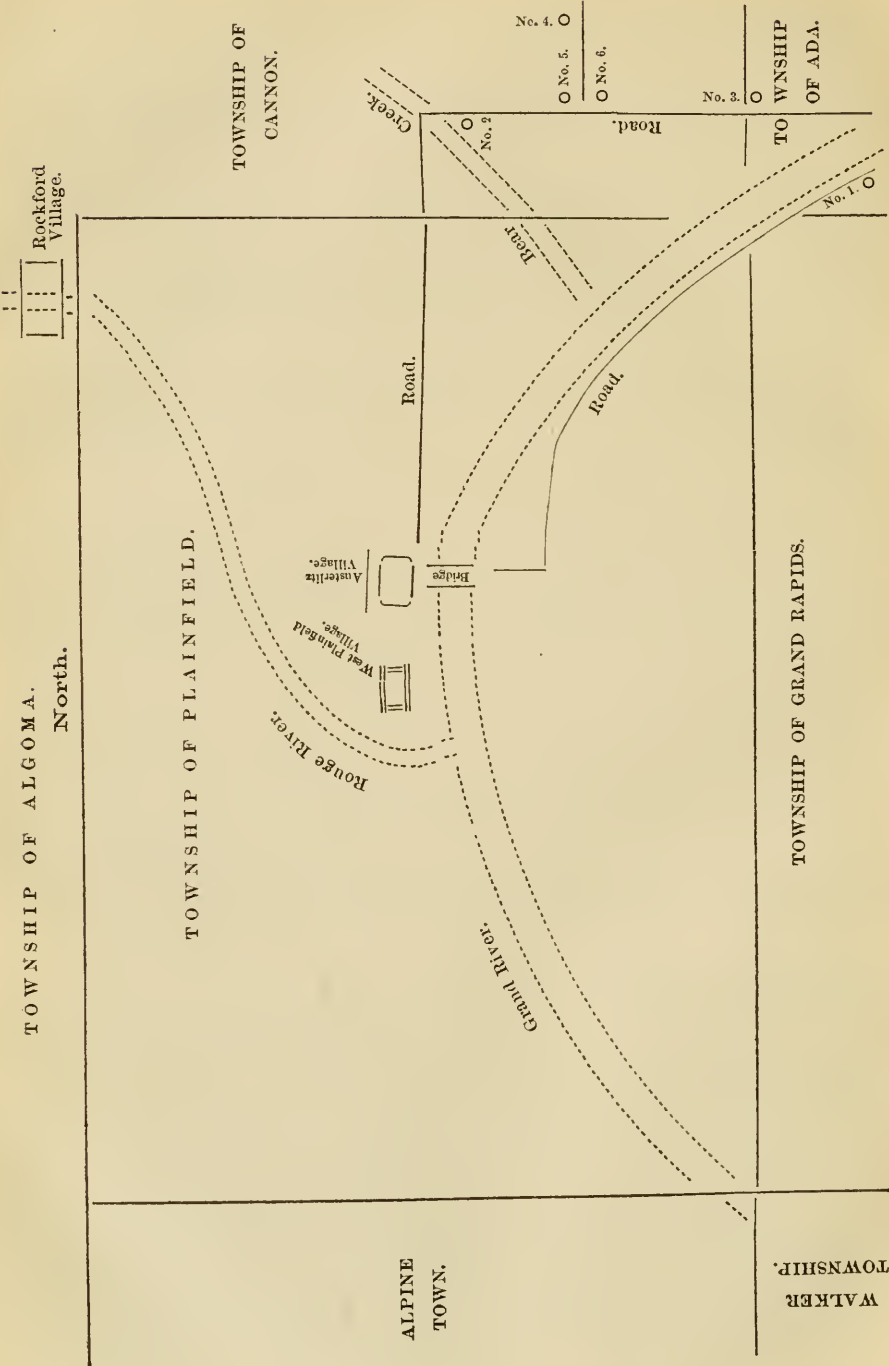 TOWNSHIP OF ALGOMA.
North.
Rockford
Village.
TOWNSHIP OF
CANNON.
TOWNSHIP OF PLAINFIELD.
Creek.
Bear
No. 4.
No. 5.
No. 6.
No. 2
No. 3.
No. 1.
Road.
TOWNSHIP
OF ADA.
Road.
Road.
Austerlitz
Village.
Bridge
West Plainfield
Village.
Rouge River.
Grand River.
TOWNSHIP OF GRAND RAPIDS.
ALPINE
TOWN.
WALKER
TOWNSHIP.